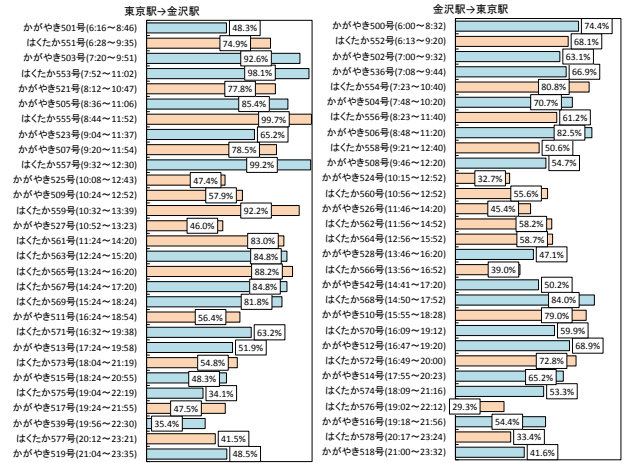 東京駅→金沢駅
かがやき501号(6:16～8:46) 48.3%
はくたか551号(6:28～9:35) 74.9%
かがやき503号(7:20～9:51) 92.6%
はくたか553号(7:52～11:02) 98.1%
かがやき521号(8:12～10:47) 77.8%
かがやき505号(8:36～11:06) 85.4%
はくたか555号(8:44～11:52) 99.7%
かがやき523号(9:04～11:37) 65.2%
かがやき507号(9:20～11:54) 78.5%
はくたか557号(9:32～12:30) 99.2%
かがやき525号(10:08～12:43) 47.4%
かがやき509号(10:24～12:52) 57.9%
はくたか559号(10:32～13:39) 92.2%
かがやき527号(10:52～13:23) 46.0%
はくたか561号(11:24～14:20) 83.0%
はくたか563号(12:24～15:20) 84.8%
はくたか565号(13:24～16:20) 88.2%
はくたか567号(14:24～17:20) 84.8%
はくたか569号(15:24～18:24) 81.8%
かがやき511号(16:24～18:54) 56.4%
はくたか571号(16:32～19:38) 63.2%
かがやき513号(17:24～19:58) 51.9%
はくたか573号(18:04～21:19) 54.8%
かがやき515号(18:24～20:55) 48.3%
はくたか575号(19:04～22:19) 34.1%
かがやき517号(19:24～21:55) 47.5%
かがやき539号(19:56～22:30) 35.4%
はくたか577号(20:12～23:21) 41.5%
かがやき519号(21:04～23:35) 48.5%
金沢駅→東京駅
かがやき500号(6:00～8:32) 74.4%
はくたか552号(6:13～9:20) 68.1%
かがやき502号(7:00～9:32) 63.1%
かがやき536号(7:08～9:44) 66.9%
はくたか554号(7:23～10:40) 80.8%
かがやき504号(7:48～10:20) 70.7%
はくたか556号(8:23～11:40) 61.2%
かがやき506号(8:48～11:20) 82.5%
はくたか558号(9:21～12:40) 50.6%
かがやき508号(9:46～12:20) 54.7%
かがやき524号(10:15～12:52) 32.7%
はくたか560号(10:56～12:52) 55.6%
かがやき526号(11:46～14:20) 45.4%
はくたか562号(11:56～14:52) 58.2%
はくたか564号(12:56～15:52) 58.7%
かがやき528号(13:46～16:20) 47.1%
はくたか566号(13:56～16:52) 39.0%
かがやき542号(14:41～17:20) 50.2%
はくたか568号(14:50～17:52) 84.0%
かがやき510号(15:55～18:28) 79.0%
はくたか570号(16:09～19:12) 59.9%
かがやき512号(16:47～19:20) 68.9%
はくたか572号(16:49～20:00) 72.8%
かがやき514号(17:55～20:23) 65.2%
はくたか574号(18:09～21:16) 53.3%
はくたか576号(19:02～22:12) 29.3%
かがやき516号(19:18～21:56) 54.4%
はくたか578号(20:17～23:24) 33.4%
かがやき518号(21:00～23:32) 41.6%